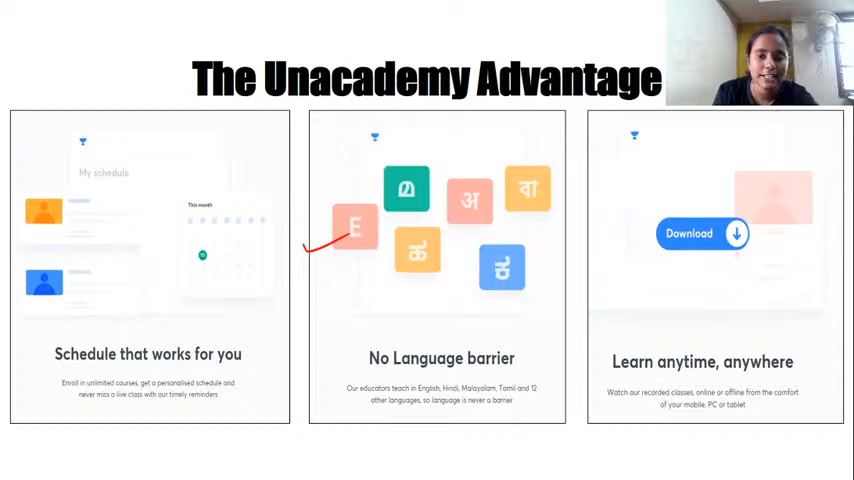 The Unacademy Advantage
My schedule
This month
10
Schedule that works for you
Enroll in unlimited courses, get a personalised schedule and
never miss a live class with our timely reminders
E
മ
अ
বা
ಕ
No Language barrier
Our educators teach in English, Hindi, Malayalam, Tamil and 12
other languages, so language is never a barrier
Download
Learn anytime, anywhere
Watch our recorded classes, online or offline from the comfort
of your mobile, PC or tablet